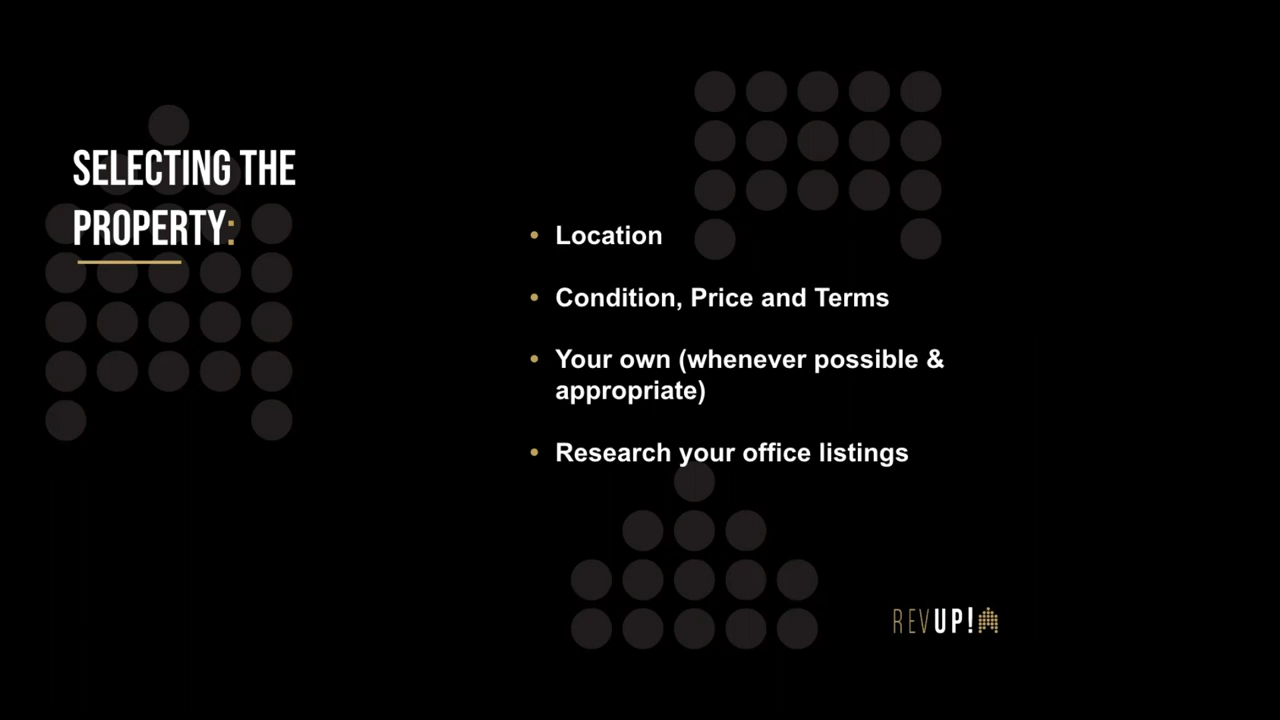 SELECTING THE
PROPERTY:
• Location
• Condition, Price and Terms
• Your own (whenever possible &
appropriate)
• Research your office listings
REVUP!